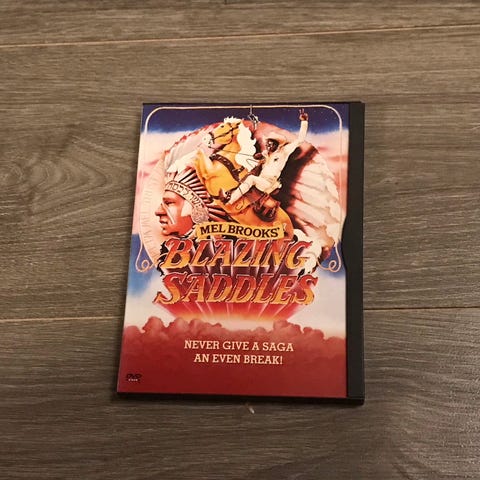 MEL BROOKS'
BLAZING
SADDLES
NEVER GIVE A SAGA
AN EVEN BREAK!
DVD